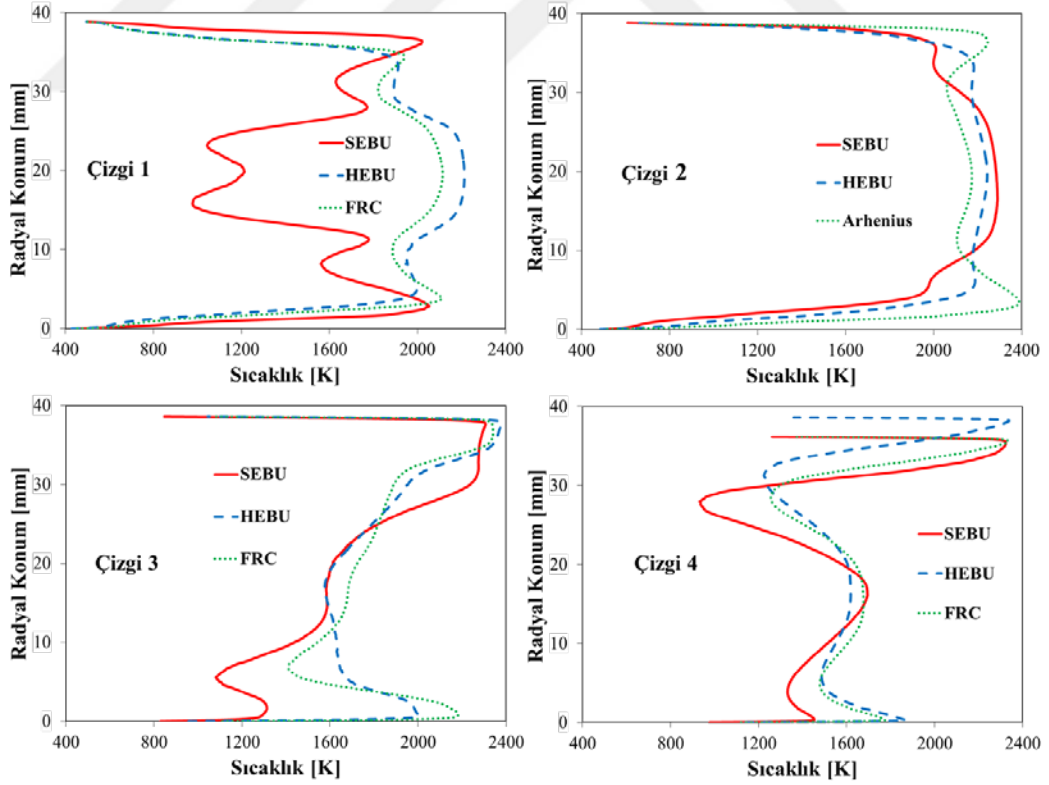 40
30
20
10
0
Radyal Konum [mm]
Çizgi 1
SEBU
HEBU
FRC
400 800 1200 1600 2000 2400
Sıcaklık [K]
40
30
20
10
0
Radyal Konum [mm]
Çizgi 2
SEBU
HEBU
Arhenius
400 800 1200 1600 2000 2400
Sıcaklık [K]
40
30
20
10
0
Radyal Konum [mm]
Çizgi 3
SEBU
HEBU
FRC
400 800 1200 1600 2000 2400
Sıcaklık [K]
40
30
20
10
0
Radyal Konum [mm]
Çizgi 4
SEBU
HEBU
FRC
400 800 1200 1600 2000 2400
Sıcaklık [K]